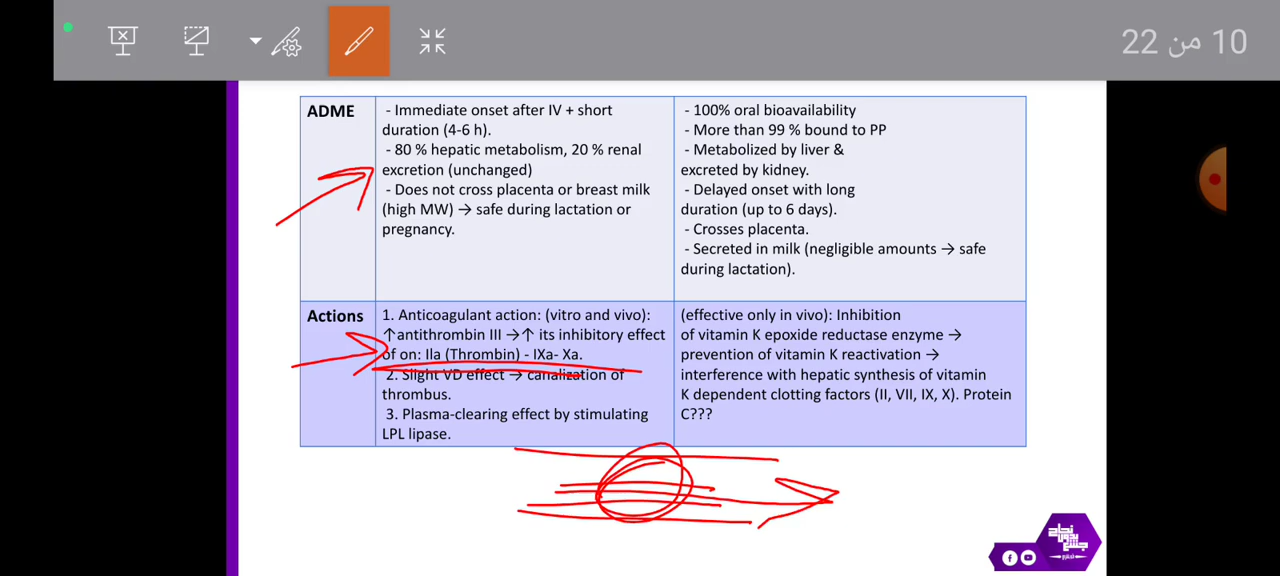 10 من 22
ADME
- Immediate onset after IV + short
duration (4-6 h).
- 80 % hepatic metabolism, 20 % renal
excretion (unchanged)
- Does not cross placenta or breast milk
(high MW) → safe during lactation or
pregnancy.
- 100% oral bioavailability
- More than 99 % bound to PP
- Metabolized by liver &
excreted by kidney.
- Delayed onset with long
duration (up to 6 days).
- Crosses placenta.
- Secreted in milk (negligible amounts → safe
during lactation).
Actions
1. Anticoagulant action: (vitro and vivo):
↑antithrombin III →↑ its inhibitory effect
of on: IIa (Thrombin) - IXa- Xa.
2. Slight VD effect → canalization of
thrombus.
3. Plasma-clearing effect by stimulating
LPL lipase.
(effective only in vivo): Inhibition
of vitamin K epoxide reductase enzyme →
prevention of vitamin K reactivation →
interference with hepatic synthesis of vitamin
K dependent clotting factors (II, VII, IX, X). Protein
C???